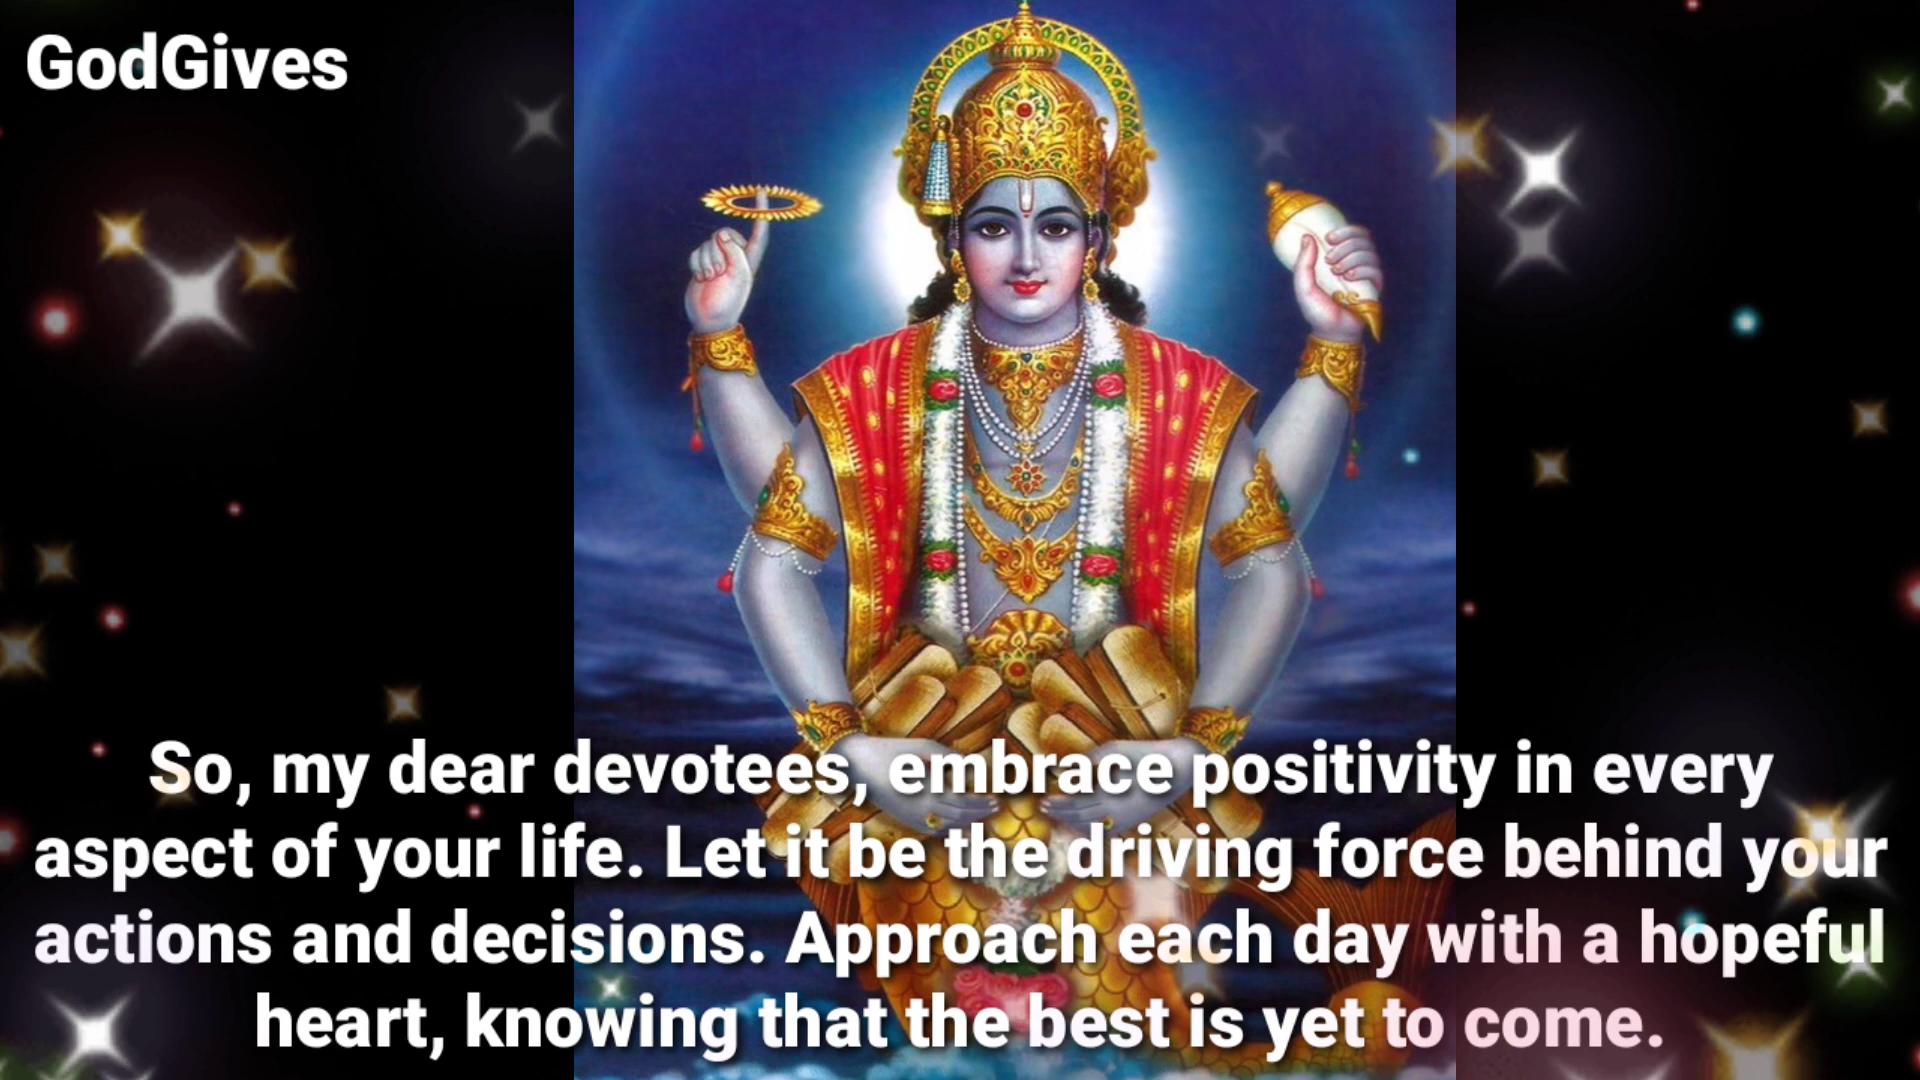 GodGives
So, my dear devotees, embrace positivity in every
aspect of your life. Let it be the driving force behind your
actions and decisions. Approach each day with a hopeful
heart, knowing that the best is yet to come.